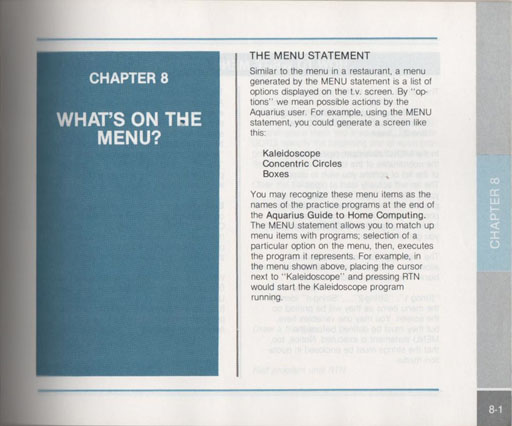 CHAPTER 8
WHAT'S ON THE
MENU?
THE MENU STATEMENT
Similar to the menu in a restaurant, a menu
generated by the MENU statement is a list of
options displayed on the t.v. screen. By "op-
tions" we mean possible actions by the
Aquarius user. For example, using the MENU
statement, you could generate a screen like
this:
Kaleidoscope
Concentric Circles
Boxes
You may recognize these menu items as the
names of the practice programs at the end of
the Aquarius Guide to Home Computing.
The MENU statement allows you to match up
menu items with programs; selection of a
particular option on the menu, then, executes
the program it represents. For example, in
the menu shown above, placing the cursor
next to "Kaleidoscope" and pressing RTN
would start the Kaleidoscope program
running.
CHAPTER 8
8-1